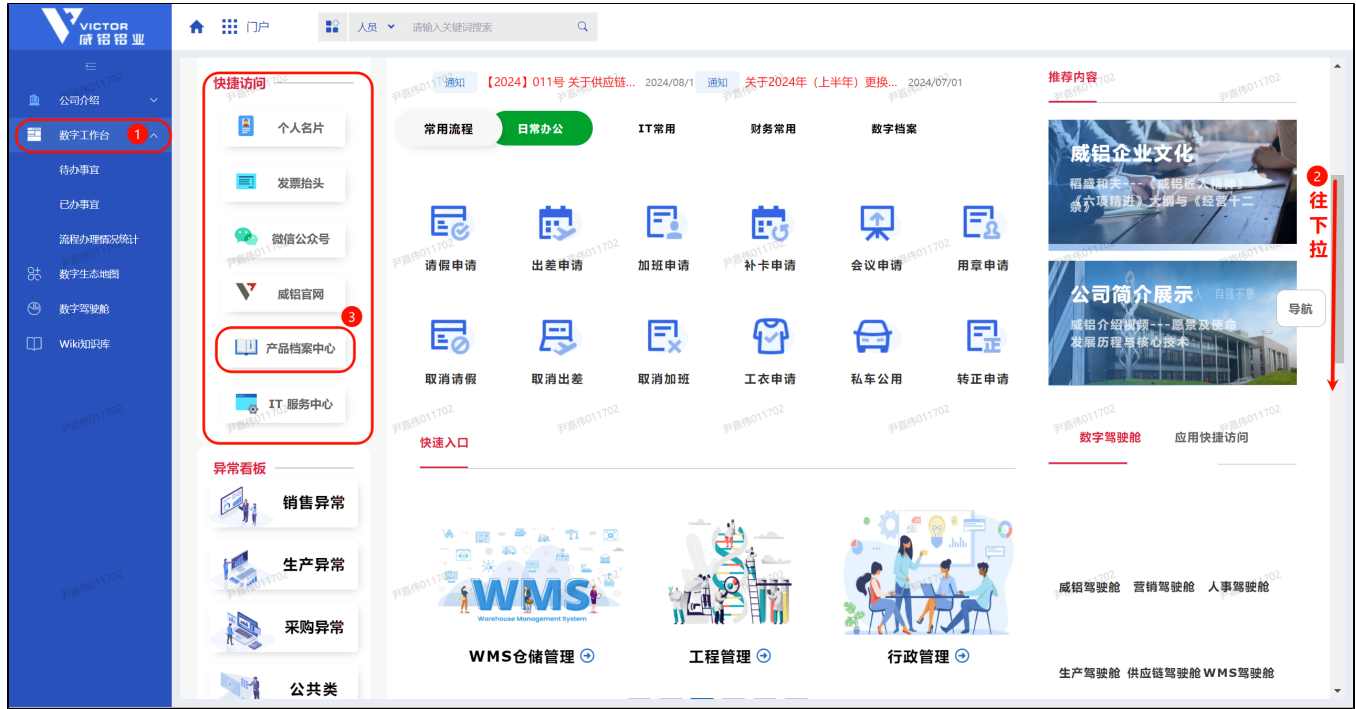 VICTOR
威铝铝业
门户
人员
请输入关键词搜索
公司介绍
数字工作台
1
待办事宜
已办事宜
流程办理情况统计
数字生态地图
数字驾驶舱
Wiki知识库
快捷访问
个人名片
发票抬头
微信公众号
威铝官网
3
产品档案中心
IT 服务中心
异常看板
销售异常
生产异常
采购异常
公共类
通知 【2024】011号 关于供应链... 2024/08/1 通知 关于2024年（上半年）更换... 2024/07/01
常用流程 日常办公 IT常用 财务常用 数字档案
请假申请 出差申请 加班申请 补卡申请 会议申请 用章申请
取消请假 取消出差 取消加班 工衣申请 私车公用 转正申请
快速入口
WMS
Warehouse Management System
WMS仓储管理 工程管理 行政管理
推荐内容
威铝企业文化
稻盛和夫---《威铝匠人精神》
《六项精进》大纲与《经营十二
条》
2
往
下
拉
公司简介展示
人 自强不息
威铝介绍视频---愿景及使命
发展历程与核心技术
导航
数字驾驶舱 应用快捷访问
威铝驾驶舱 营销驾驶舱 人事驾驶舱
生产驾驶舱 供应链驾驶舱 WMS驾驶舱
尹嘉伟011702